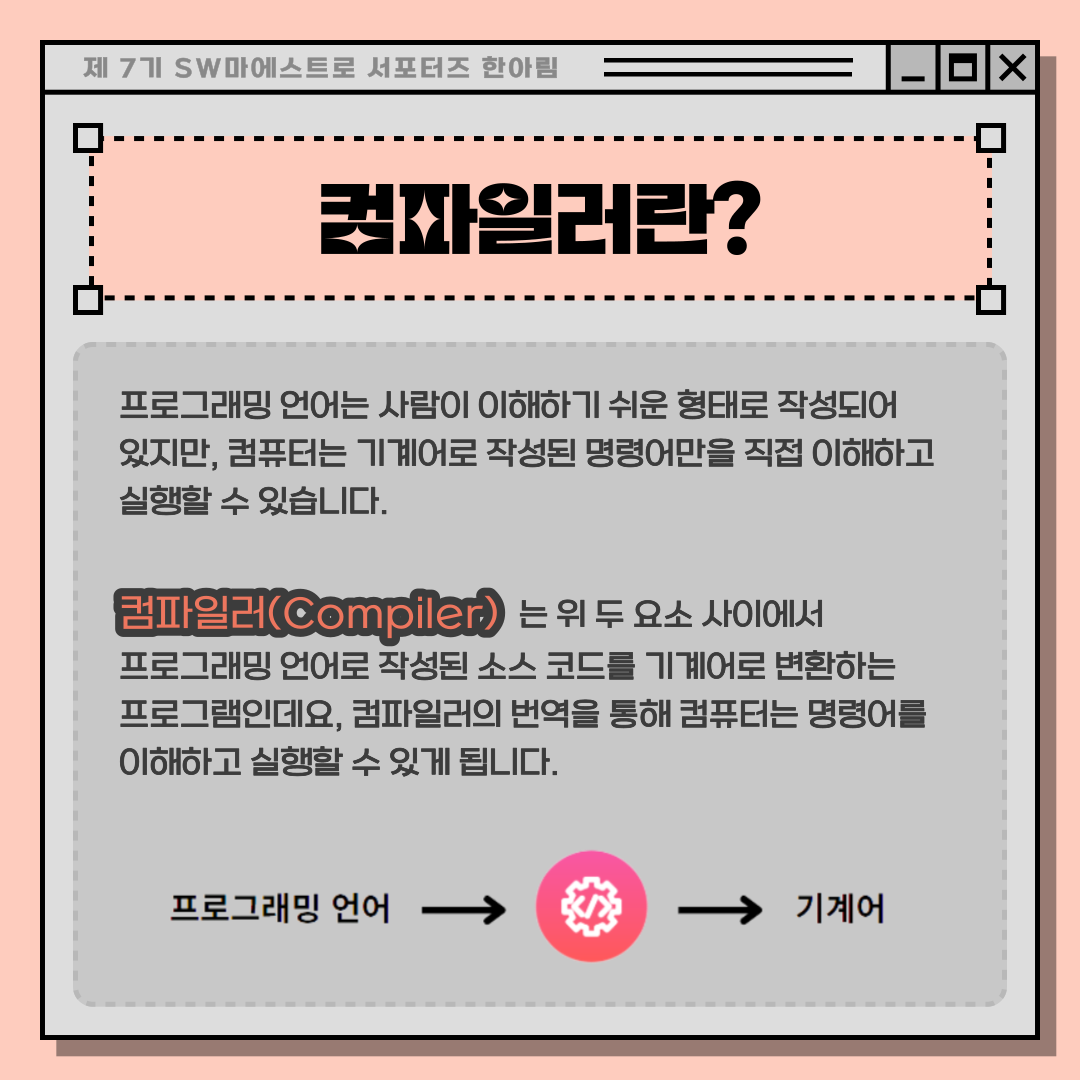 제 7기 SW마에스트로 서포터즈 한아림
컴파일러란?
프로그래밍 언어는 사람이 이해하기 쉬운 형태로 작성되어
있지만, 컴퓨터는 기계어로 작성된 명령어만을 직접 이해하고
실행할 수 있습니다.
컴파일러(Compiler) 는 위 두 요소 사이에서
프로그래밍 언어로 작성된 소스 코드를 기계어로 변환하는
프로그램인데요, 컴파일러의 번역을 통해 컴퓨터는 명령어를
이해하고 실행할 수 있게 됩니다.
프로그래밍 언어 → </> → 기계어